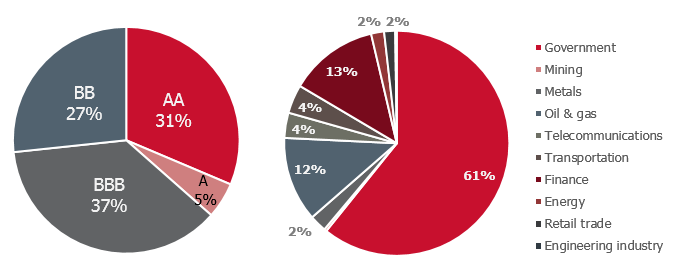 AA
31%
A
5%
BBB
37%
BB
27%
2% 2%
13%
4%
4%
12%
2%
61%
Government
Mining
Metals
Oil & gas
Telecommunications
Transportation
Finance
Energy
Retail trade
Engineering industry